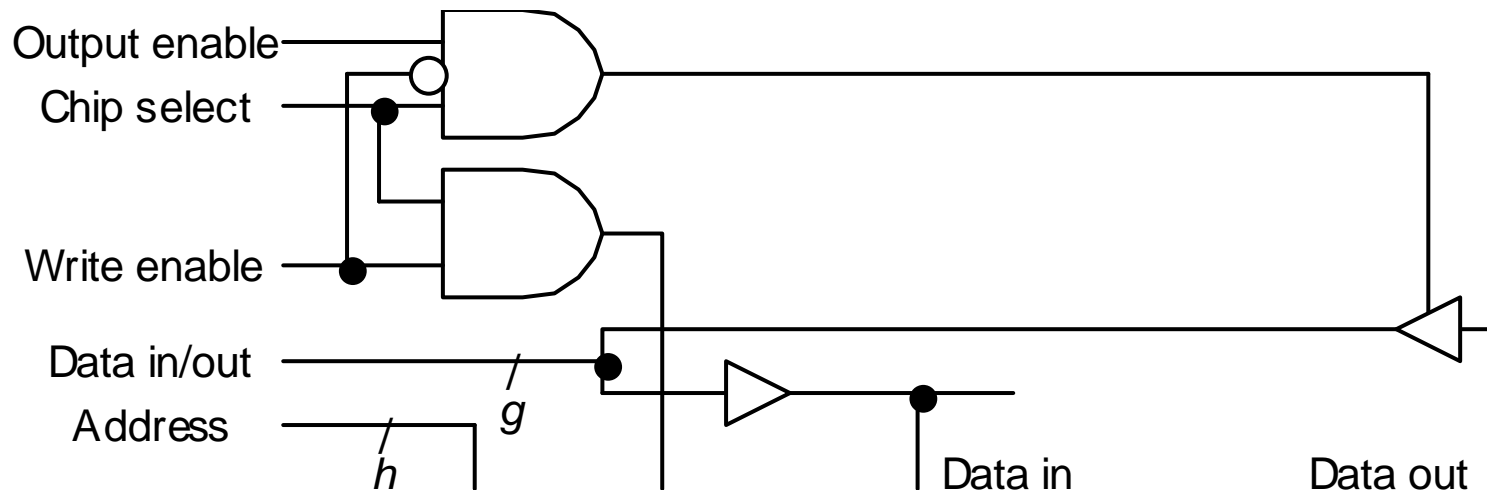 Output enable
Chip select
Write enable
Data in/out
g
Address
h
Data in
Data out